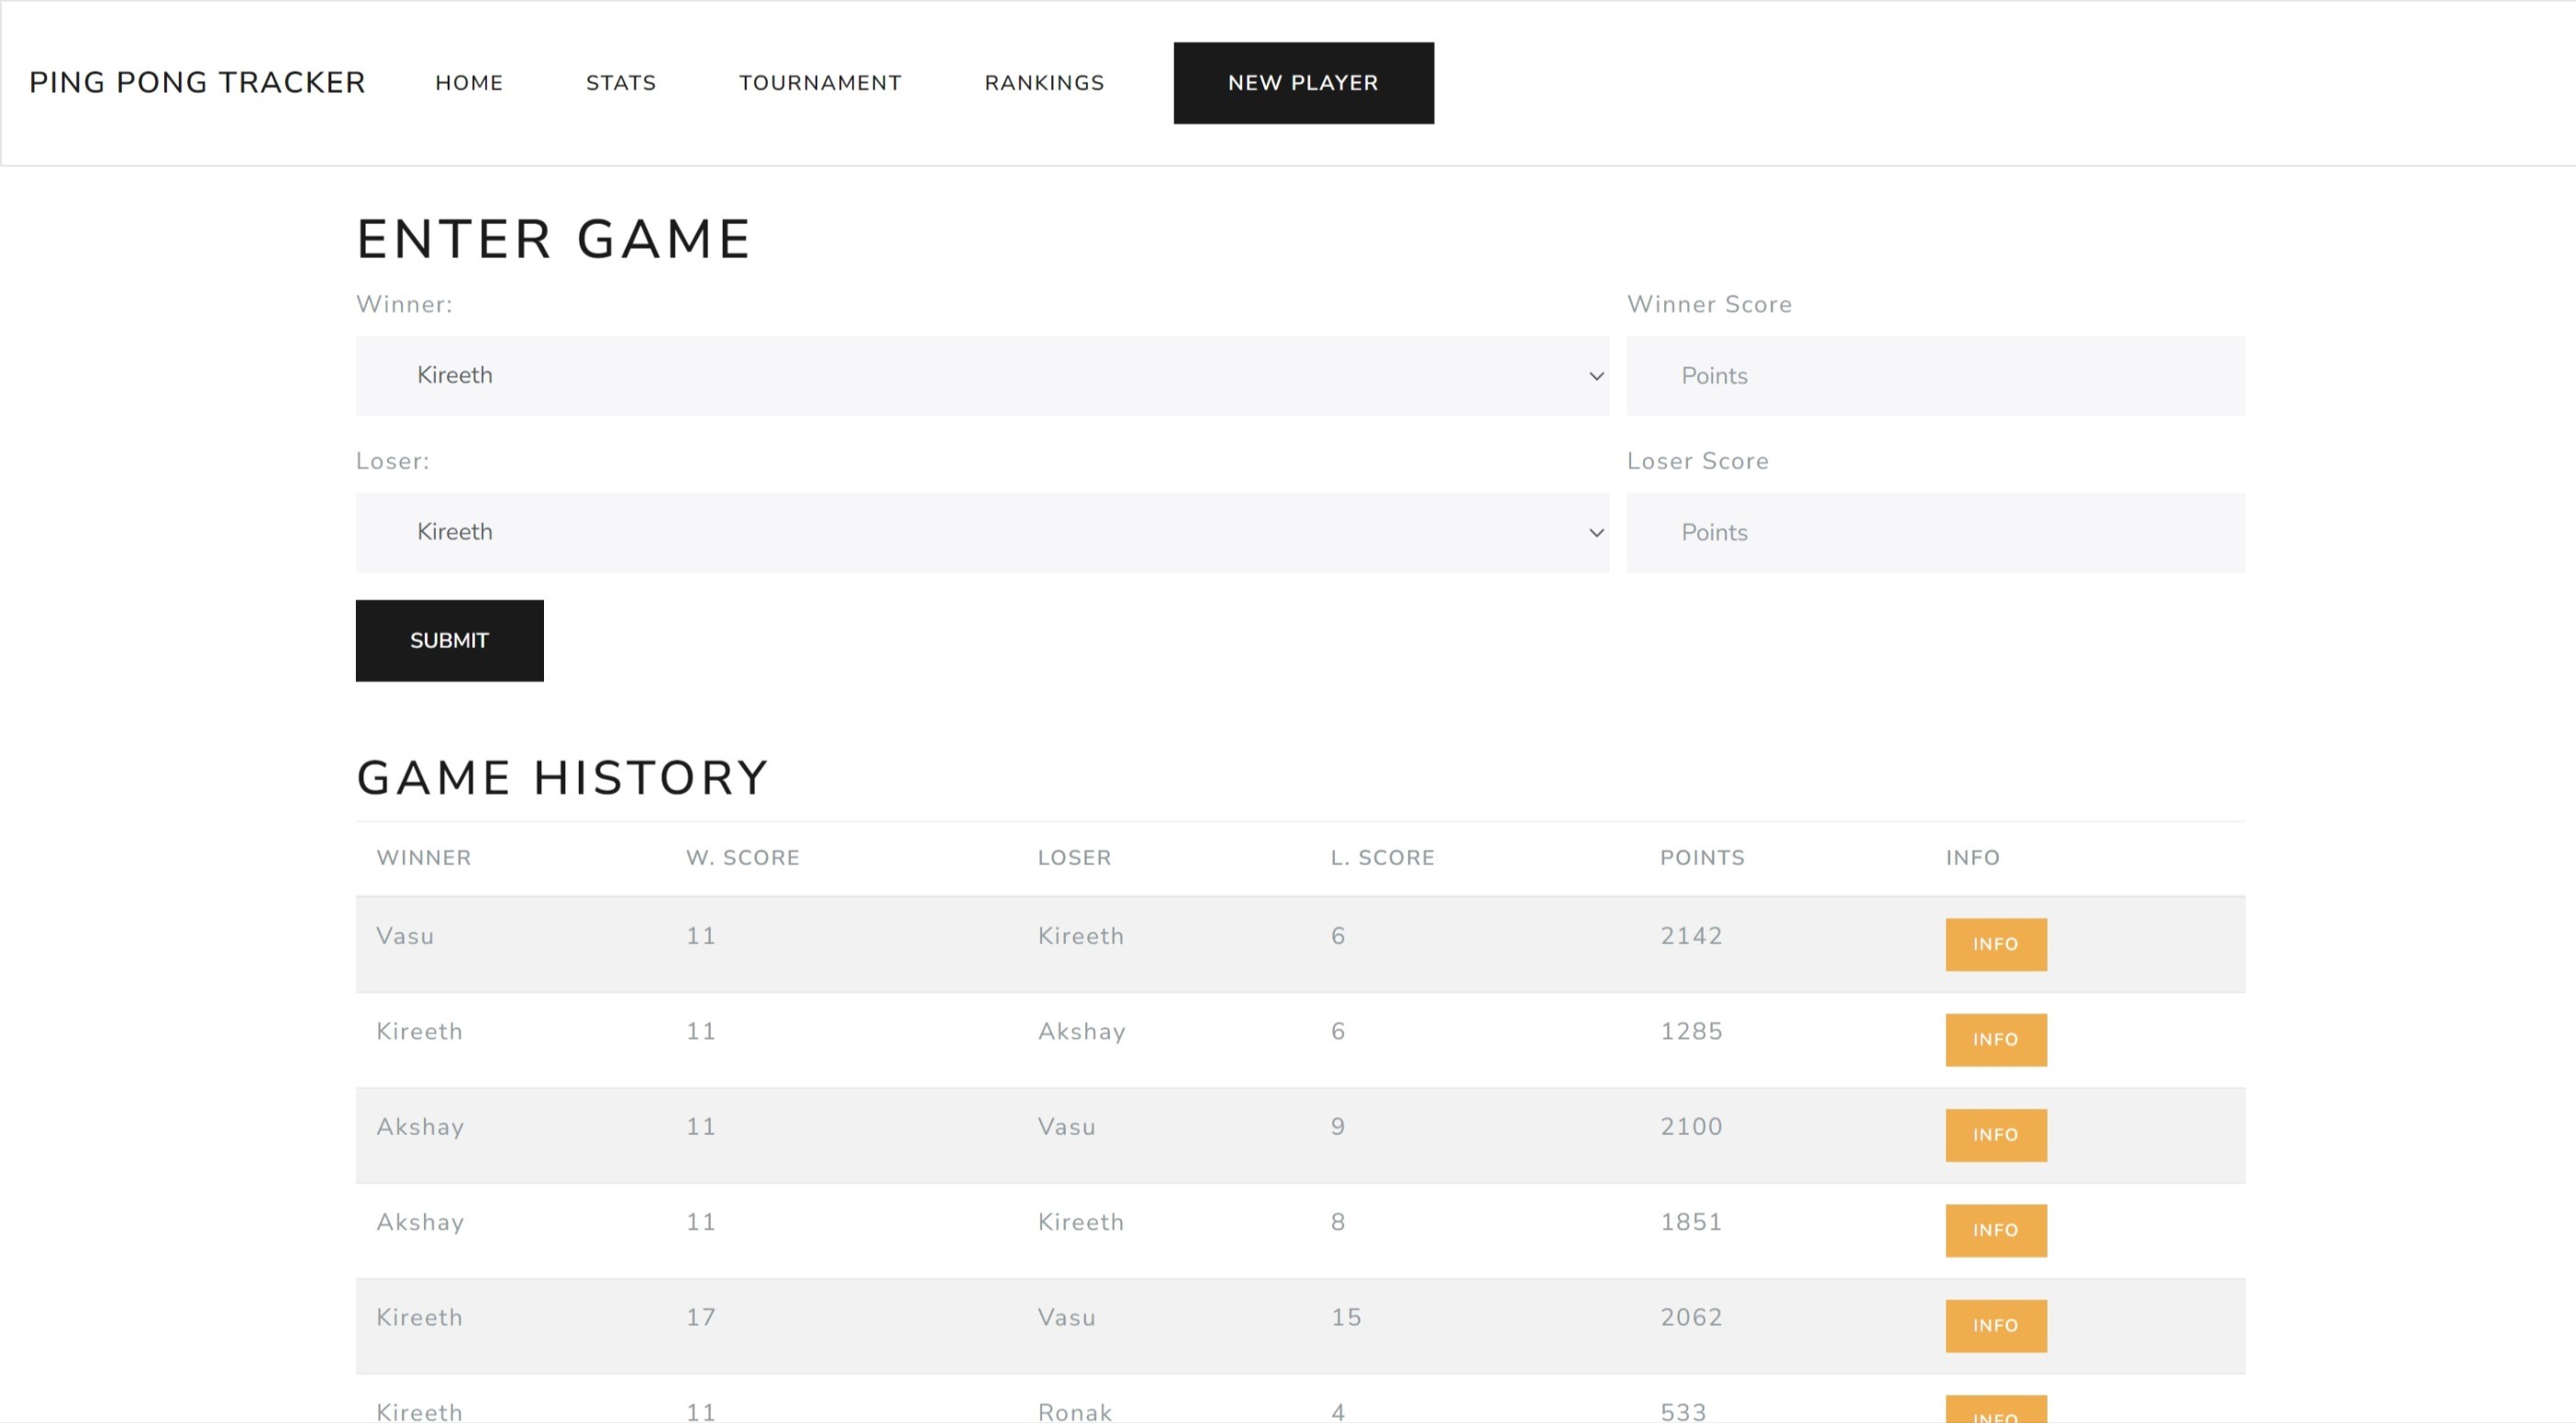 PING PONG TRACKER HOME STATS TOURNAMENT RANKINGS NEW PLAYER
ENTER GAME
Winner: Winner Score
Kireeth Points
Loser: Loser Score
Kireeth Points
SUBMIT
GAME HISTORY
WINNER W. SCORE LOSER L. SCORE POINTS INFO
Vasu 11 Kireeth 6 2142 INFO
Kireeth 11 Akshay 6 1285 INFO
Akshay 11 Vasu 9 2100 INFO
Akshay 11 Kireeth 8 1851 INFO
Kireeth 17 Vasu 15 2062 INFO
Kireeth 11 Ronak 4 533 INFO